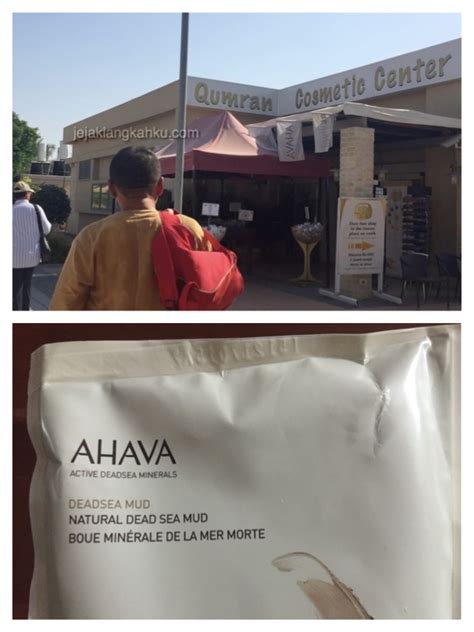 Qumran Cosmetic Center
jejaklangkahku.com
AHAVA
AHAVA
ACTIVE DEADSEA MINERALS
DEADSEA MUD
NATURAL DEAD SEA MUD
BOUE MINÉRALE DE LA MER MORTE